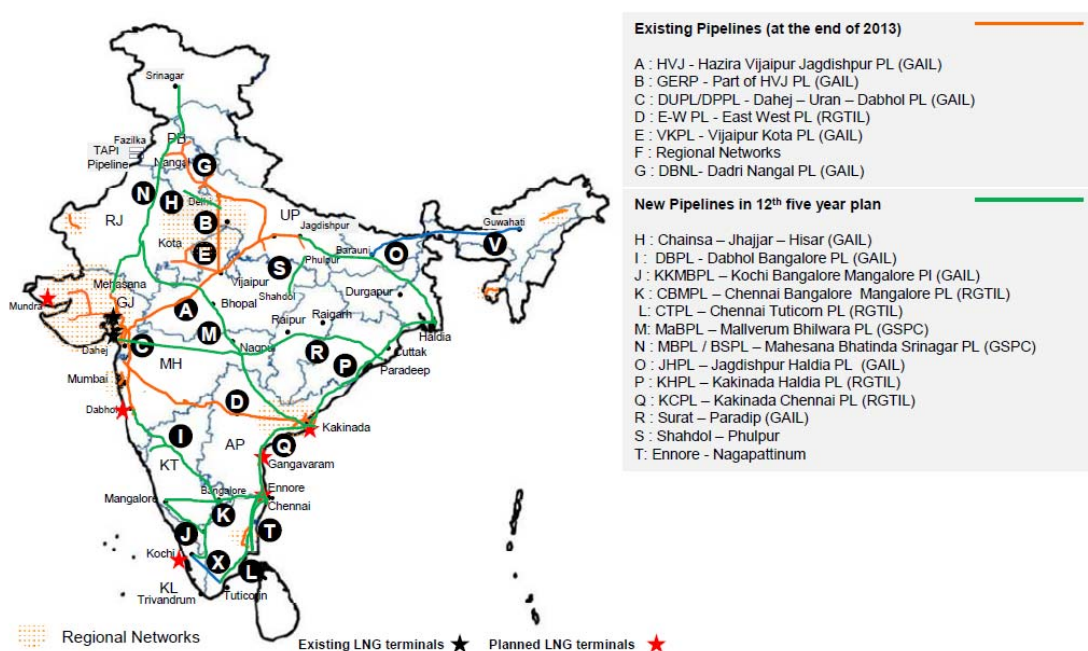 Srinagar
PB
Fazilka
TAPI
Pipeline
Nangal
G
N
H
Delhi
RJ
B
UP
Guwahati
Jagdishpur
Kota
E
Barauni
O
V
Phulpur
S
Vijaipur
Mehasana
Shahdol
Durgapur
GJ
Mundra
A
Bhopal
Raipur
Raigarh
M
Haldia
Nagpur
R
Dahej
C
Cuttak
P
MH
Paradeep
Mumbai
D
Dabhol
Kakinada
I
AP
Q
KT
Gangavaram
Bangalore
Ennore
Mangalore
Chennai
K
J
T
Kochi
X
L
KL
Tuticorin
Trivandrum
Regional Networks
Existing LNG terminals
Planned LNG terminals
Existing Pipelines (at the end of 2013)
A : HVJ - Hazira Vijaipur Jagdishpur PL (GAIL)
B : GERP - Part of HVJ PL (GAIL)
C : DUPL/DPPL - Dahej – Uran – Dabhol PL (GAIL)
D : E-W PL - East West PL (RGTIL)
E : VKPL - Vijaipur Kota PL (GAIL)
F : Regional Networks
G : DBNL- Dadri Nangal PL (GAIL)
New Pipelines in 12th five year plan
H : Chainsa – Jhajjar – Hisar (GAIL)
I : DBPL - Dabhol Bangalore PL (GAIL)
J : KKMBPL – Kochi Bangalore Mangalore Pl (GAIL)
K : CBMPL – Chennai Bangalore Mangalore PL (RGTIL)
L: CTPL – Chennai Tuticorn PL (RGTIL)
M: MaBPL – Mallverum Bhilwara PL (GSPC)
N : MBPL / BSPL – Mahesana Bhatinda Srinagar PL (GSPC)
O : JHPL – Jagdishpur Haldia PL (GAIL)
P : KHPL – Kakinada Haldia PL (RGTIL)
Q : KCPL – Kakinada Chennai PL (RGTIL)
R : Surat – Paradip (GAIL)
S : Shahdol – Phulpur
T: Ennore - Nagapattinum